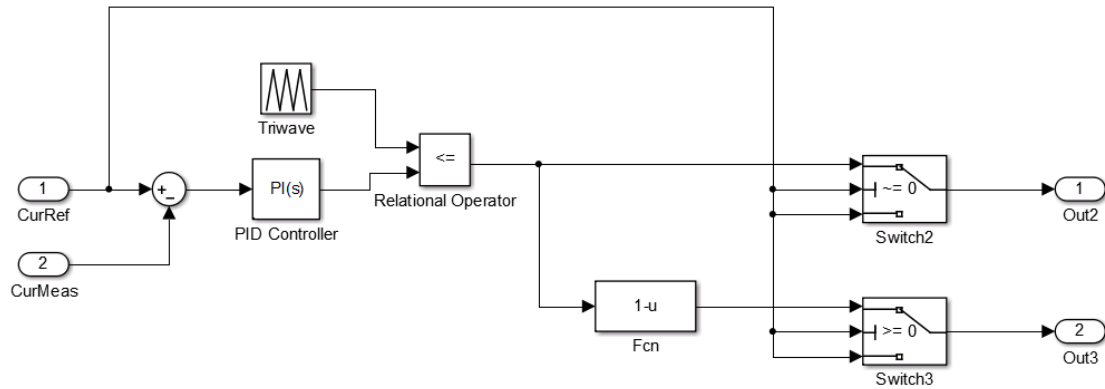 Triwave
<=
Relational Operator
1
CurRef
+
−
PI(s)
PID Controller
2
CurMeas
~= 0
Switch2
1
Out2
1-u
Fcn
>= 0
Switch3
2
Out3